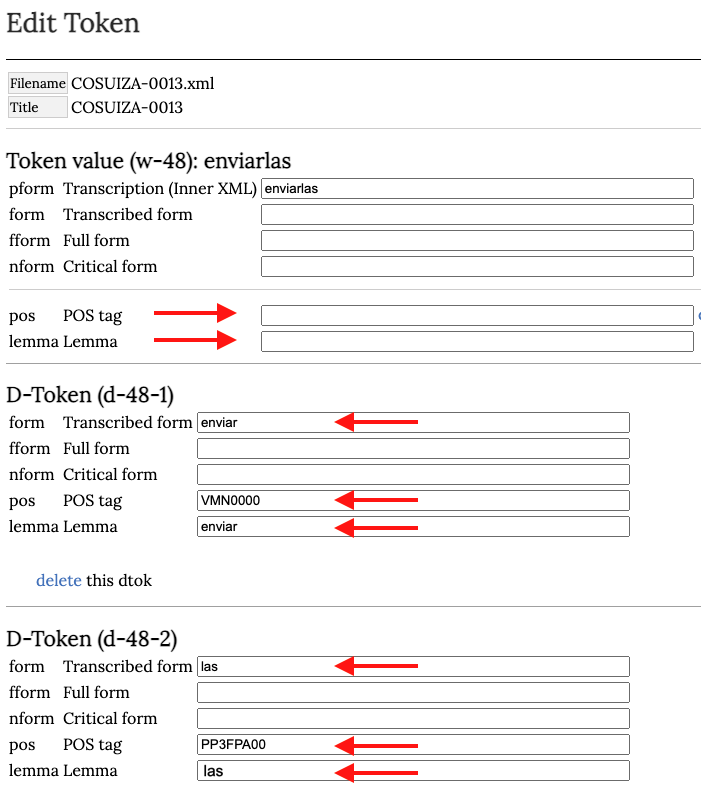 Edit Token
Filename COSUIZA-0013.xml
Title COSUIZA-0013
Token value (w-48): enviarlas
pform Transcription (Inner XML) enviarlas
form Transcribed form
fform Full form
nform Critical form
pos POS tag
lemma Lemma
D-Token (d-48-1)
form Transcribed form enviar
fform Full form
nform Critical form
pos POS tag VMN0000
lemma Lemma enviar
delete this dtok
D-Token (d-48-2)
form Transcribed form las
fform Full form
nform Critical form
pos POS tag PP3FPA00
lemma Lemma las